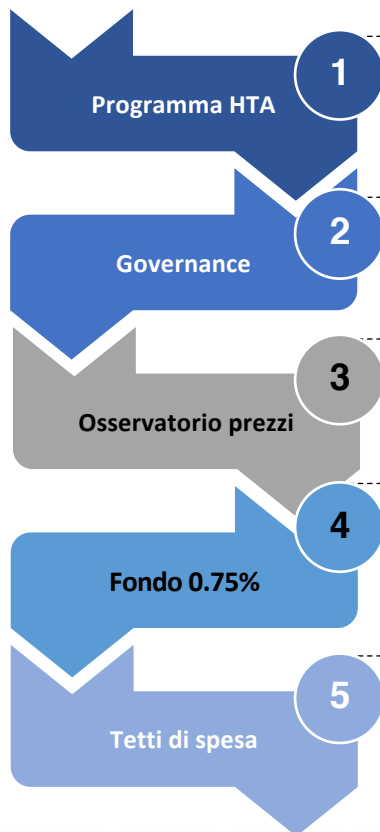 1
Programma HTA
2
Governance
3
Osservatorio prezzi
4
Fondo 0.75%
5
Tetti di spesa